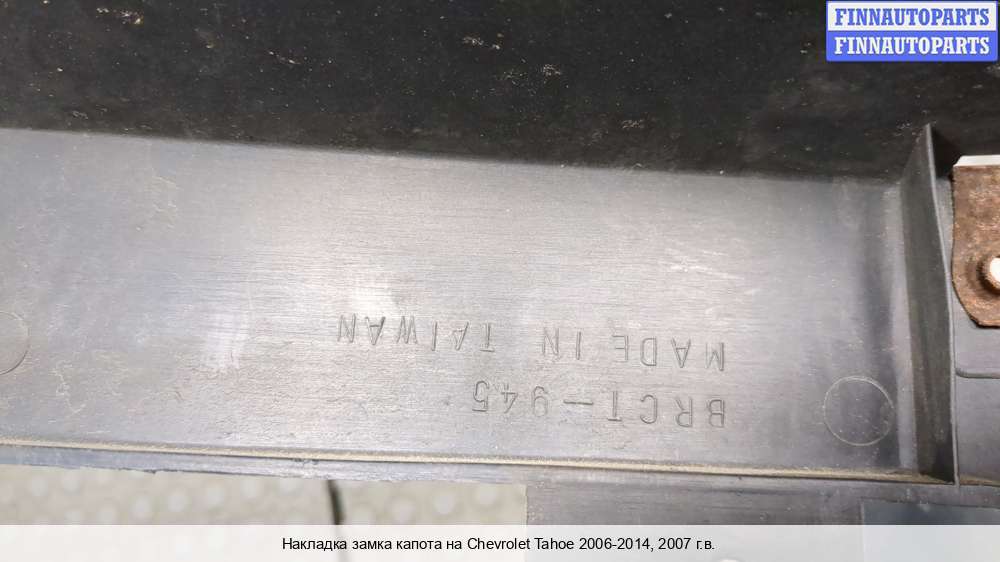 FINNAUTOPARTS
FINNAUTOPARTS
BRCT-945
MADE IN TAIWAN
Накладка замка капота на Chevrolet Tahoe 2006-2014, 2007 г.в.